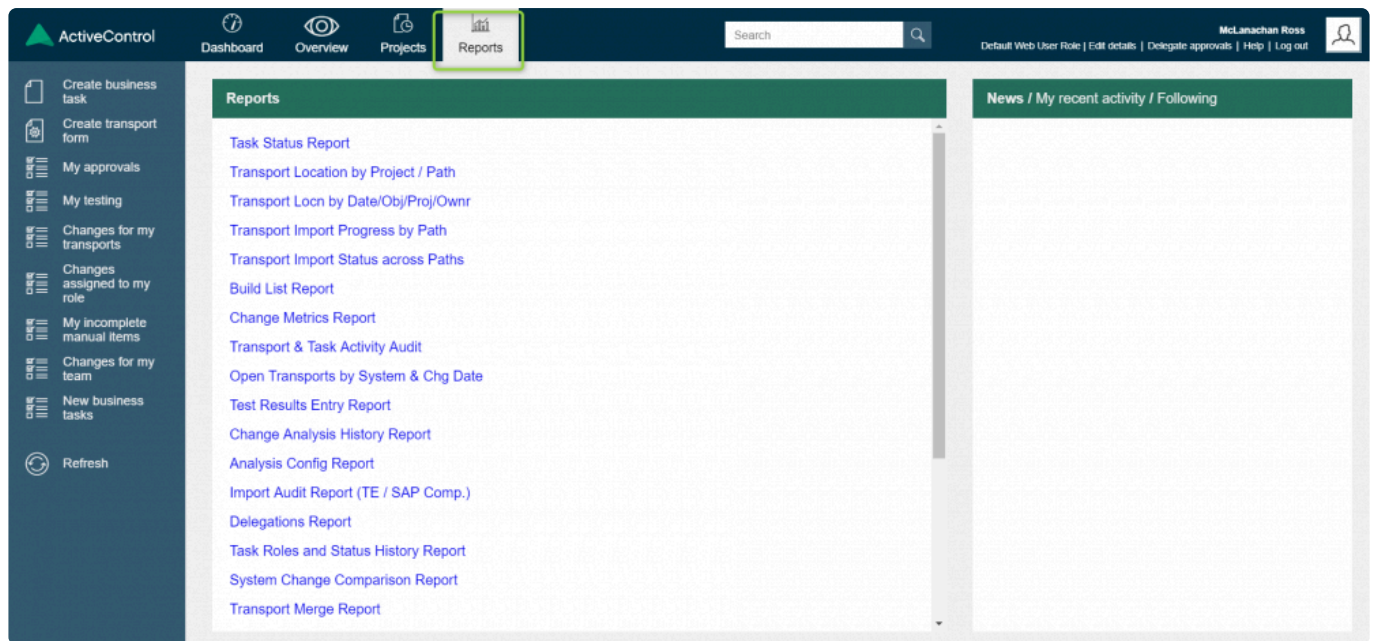 ActiveControl
Dashboard
Overview
Projects
Reports
Search
McLanachan Ross
Default Web User Role | Edit details | Delegate approvals | Help | Log out
Create business
task
Create transport
form
My approvals
My testing
Changes for my
transports
Changes
assigned to my
role
My incomplete
manual items
Changes for my
team
New business
tasks
Refresh
Reports
Task Status Report
Transport Location by Project / Path
Transport Locn by Date/Obj/Proj/Ownr
Transport Import Progress by Path
Transport Import Status across Paths
Build List Report
Change Metrics Report
Transport & Task Activity Audit
Open Transports by System & Chg Date
Test Results Entry Report
Change Analysis History Report
Analysis Config Report
Import Audit Report (TE / SAP Comp.)
Delegations Report
Task Roles and Status History Report
System Change Comparison Report
Transport Merge Report
News / My recent activity / Following